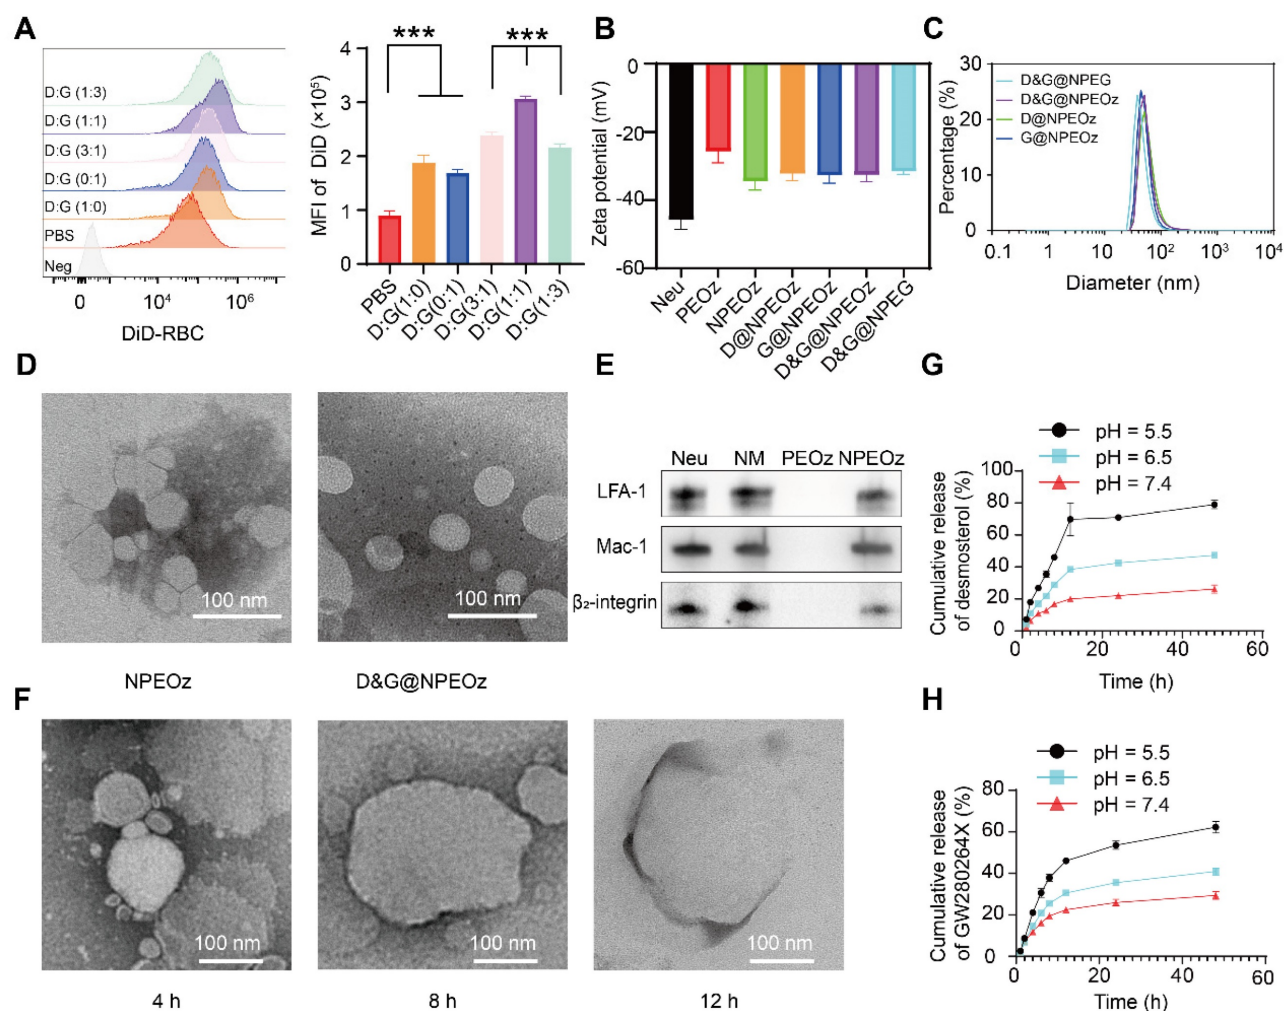 A
D:G (1:3)
D:G (1:1)
D:G (3:1)
D:G (0:1)
D:G (1:0)
PBS
Neg
0
10⁴
10⁶
DiD-RBC
***
***
MFI of DiD (×10⁵)
4
3
2
1
0
PBS
D:G(1:0)
D:G(0:1)
D:G(3:1)
D:G(1:1)
D:G(1:3)
B
Zeta potential (mV)
0
-20
-40
-60
Neu
PEOz
NPEOz
D@NPEOz
G@NPEOz
D&G@NPEOz
D&G@NPEG
C
Percentage (%)
30
20
10
0
D&G@NPEG
D&G@NPEOz
D@NPEOz
G@NPEOz
0.1
1
10
10²
10³
10⁴
Diameter (nm)
D
100 nm
100 nm
NPEOz
D&G@NPEOz
E
Neu NM PEOz NPEOz
LFA-1
Mac-1
β₂-integrin
F
100 nm
100 nm
100 nm
4 h
8 h
12 h
G
pH = 5.5
pH = 6.5
pH = 7.4
Cumulative release
of desmosterol (%)
100
80
60
40
20
0
0
20
40
60
Time (h)
H
pH = 5.5
pH = 6.5
pH = 7.4
Cumulative release
of GW280264X (%)
80
60
40
20
0
0
20
40
60
Time (h)